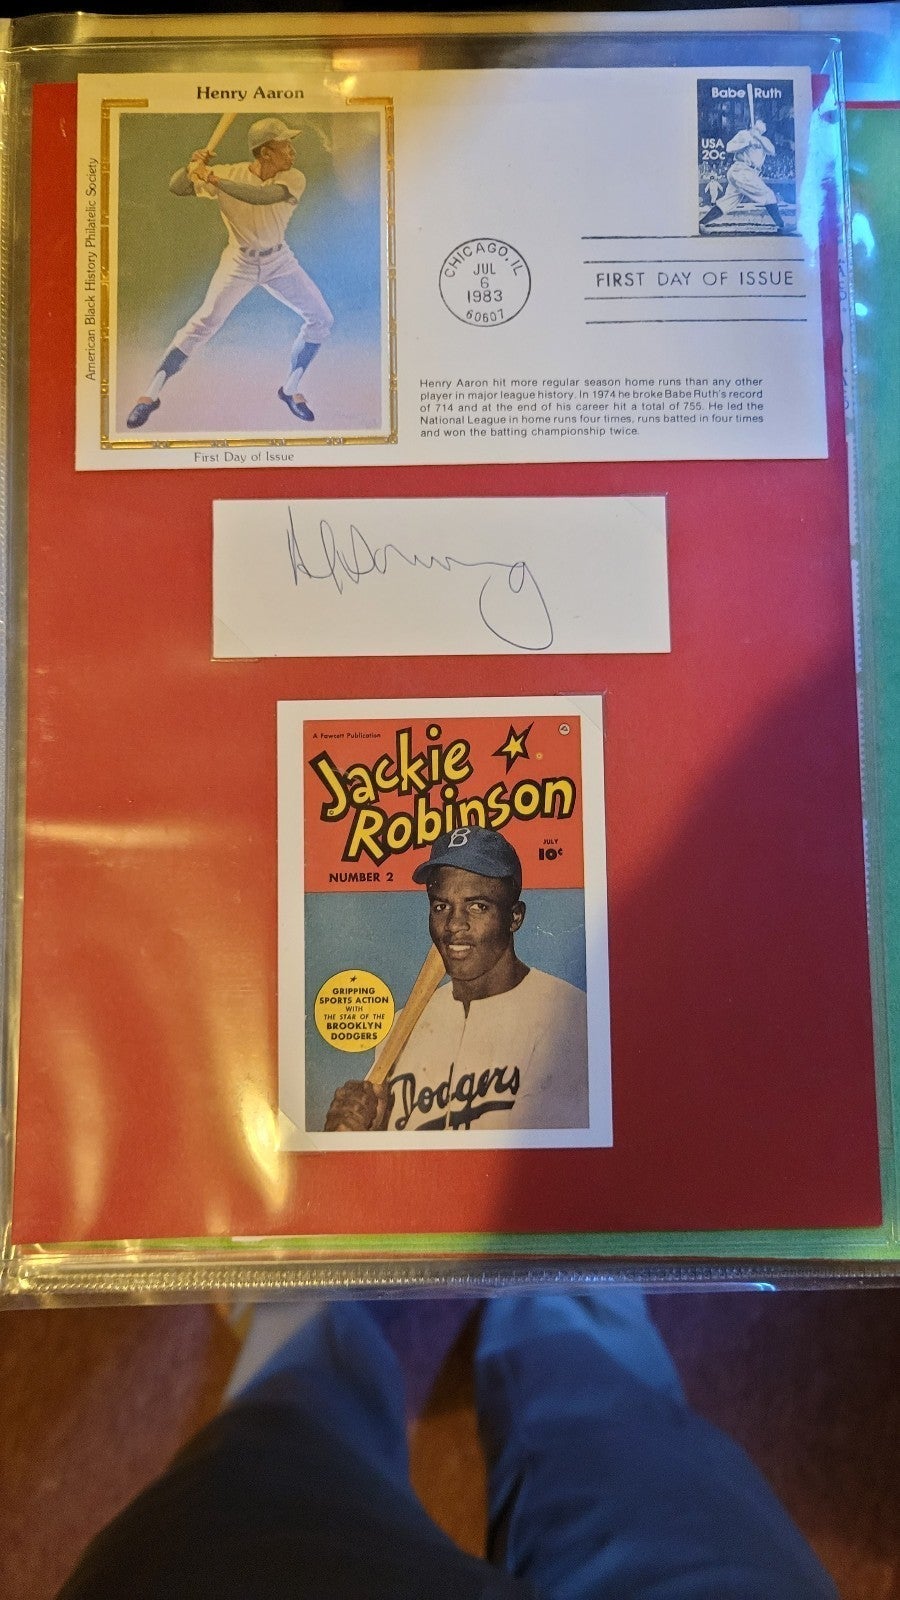 Henry Aaron
American Black History Philatelic Society
First Day of Issue
Babe Ruth
USA
20c
CHICAGO, IL
JUL
6
1983
60607
FIRST DAY OF ISSUE
Henry Aaron hit more regular season home runs than any other
player in major league history. In 1974 he broke Babe Ruth's record
of 714 and at the end of his career hit a total of 755. He led the
National League in home runs four times, runs batted in four times
and won the batting championship twice.
Al Downing
A Fawcett Publication
Jackie
Robinson
JULY
10¢
NUMBER 2
B
GRIPPING
SPORTS ACTION
WITH
THE STAR OF THE
BROOKLYN
DODGERS
Dodgers